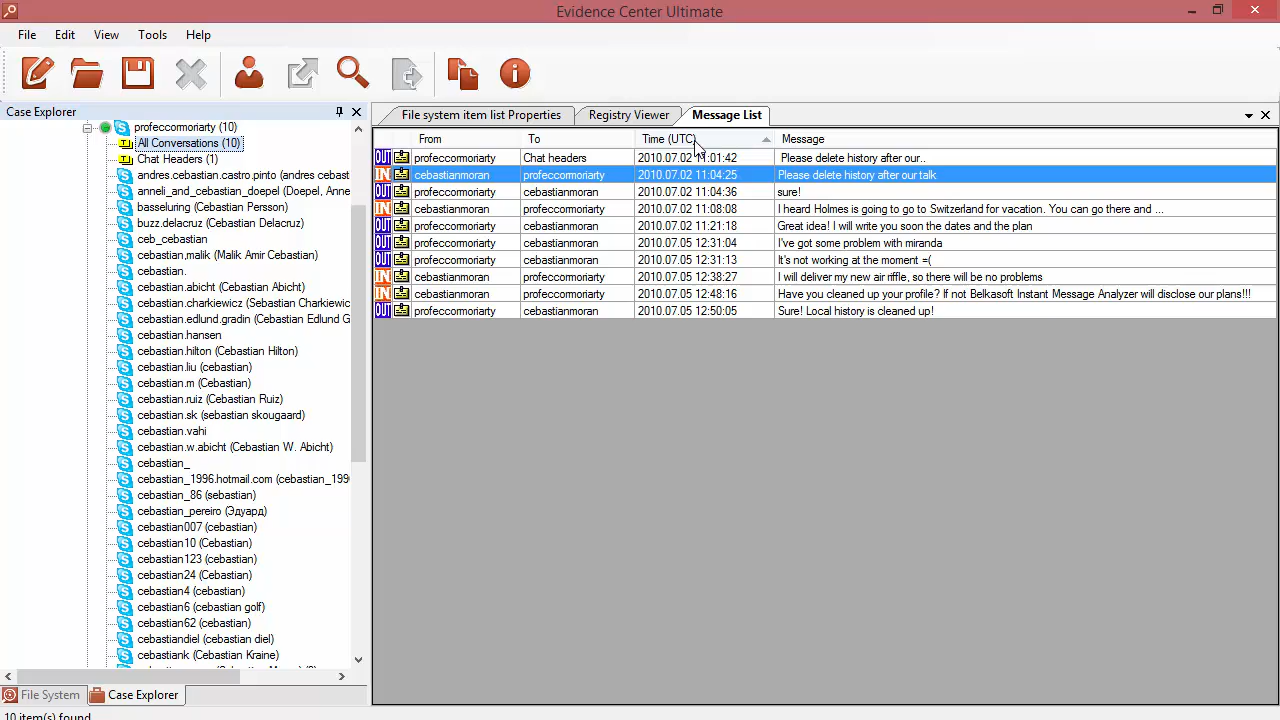 Evidence Center Ultimate
File Edit View Tools Help
Case Explorer
profeccormoriarty (10)
All Conversations (10)
Chat Headers (1)
andres.cebastian.castro.pinto (andres cebast
anneli_and_cebastian_doepel (Doepel, Ane
basseluring (Cebastian Persson)
buzz.delacruz (Cebastian Delacruz)
ceb_cebastian
cebastian,malik (Malik Amir Cebastian)
cebastian.
cebastian.abicht (Cebastian Abicht)
cebastian.charkiewicz (Sebastian Charkiew
cebastian.edlund.gradin (Cebastian Edlund G
cebastian.hansen
cebastian.hilton (Cebastian Hilton)
cebastian.liu (cebastian)
cebastian.m (Cebastian)
cebastian.ruiz (Cebastian Ruiz)
cebastian.sk (sebastian skougaard)
cebastian.vahi
cebastian.w.abicht (Cebastian W. Abicht)
cebastian_
cebastian_1996.hotmail.com (cebastian_199
cebastian_86 (sebastian)
cebastian_pereiro (Эдуард)
cebastian007 (cebastian)
cebastian10 (Cebastian)
cebastian123 (cebastian)
cebastian24 (Cebastian)
cebastian4 (cebastian)
cebastian6 (cebastian golf)
cebastian62 (cebastian)
cebastiandiel (cebastian diel)
cebastiank (Cebastian Kraine)
File System Case Explorer
10 item(s) found
File system item list Properties Registry Viewer Message List
From To Time (UTC) Message
OUT profeccormoriarty Chat headers 2010.07.02 11:01:42 Please delete history after our..
IN cebastianmoran profeccormoriarty 2010.07.02 11:04:25 Please delete history after our talk
OUT profeccormoriarty cebastianmoran 2010.07.02 11:04:36 sure!
IN cebastianmoran profeccormoriarty 2010.07.02 11:08:08 I heard Holmes is going to go to Switzerland for vacation. You can go there and ...
OUT profeccormoriarty cebastianmoran 2010.07.02 11:21:18 Great idea! I will write you soon the dates and the plan
OUT profeccormoriarty cebastianmoran 2010.07.05 12:31:04 I've got some problem with miranda
OUT profeccormoriarty cebastianmoran 2010.07.05 12:31:13 It's not working at the moment =(
IN cebastianmoran profeccormoriarty 2010.07.05 12:38:27 I will deliver my new air riffle, so there will be no problems
IN cebastianmoran profeccormoriarty 2010.07.05 12:48:16 Have you cleaned up your profile? If not Belkasoft Instant Message Analyzer will disclose our plans!!!
OUT profeccormoriarty cebastianmoran 2010.07.05 12:50:05 Sure! Local history is cleaned up!